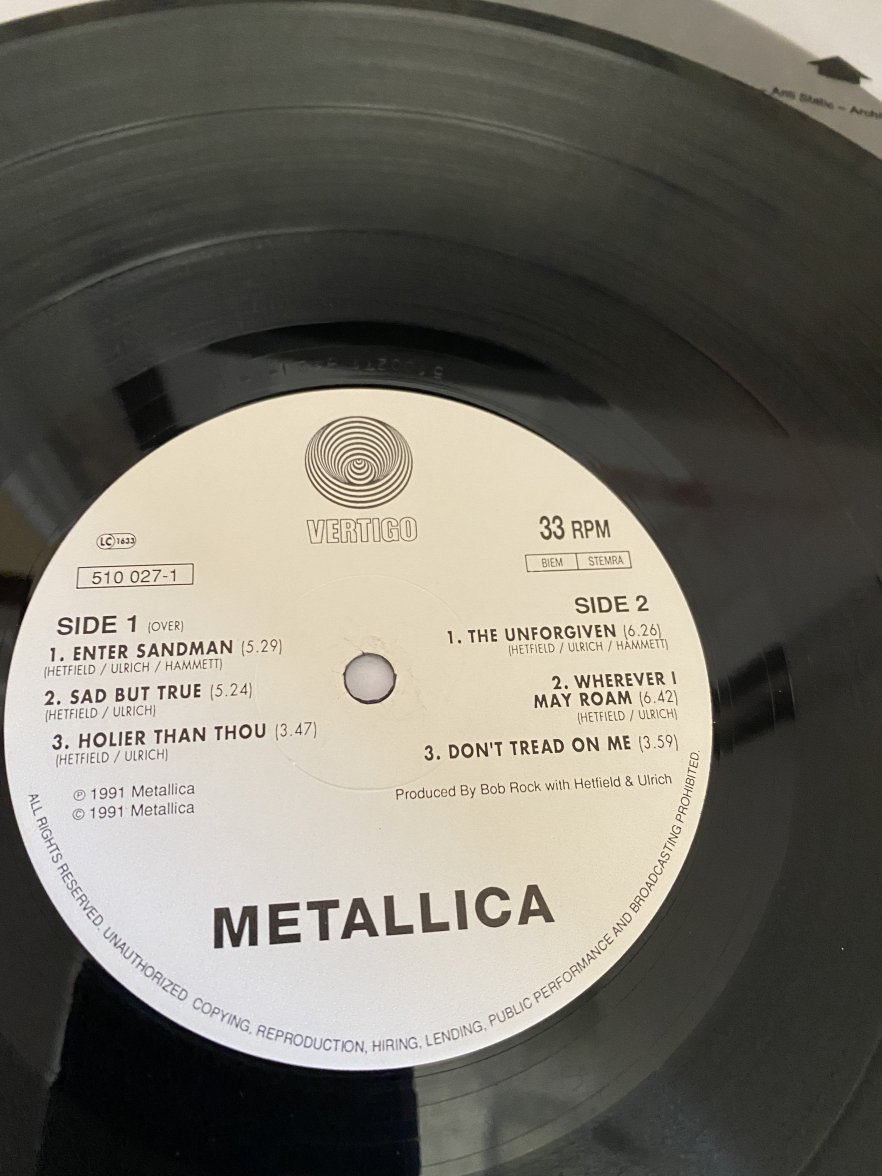 Anti Static –
VERTIGO
LC 1633
33 RPM
510 027-1
BIEM STEMRA
SIDE 1 (OVER)
1. ENTER SANDMAN (5.29)
(HETFIELD / ULRICH / HAMMETT)
2. SAD BUT TRUE (5.24)
(HETFIELD / ULRICH)
3. HOLIER THAN THOU (3.47)
(HETFIELD / ULRICH)
SIDE 2
1. THE UNFORGIVEN (6.26)
(HETFIELD / ULRICH / HAMMETT)
2. WHEREVER I
MAY ROAM (6.42)
(HETFIELD / ULRICH)
3. DON'T TREAD ON ME (3.59)
℗ 1991 Metallica
© 1991 Metallica
Produced By Bob Rock with Hetfield & Ulrich
METALLICA
ALL RIGHTS RESERVED. UNAUTHORIZED COPYING, REPRODUCTION, HIRING, LENDING, PUBLIC PERFORMANCE AND BROADCASTING PROHIBITED.